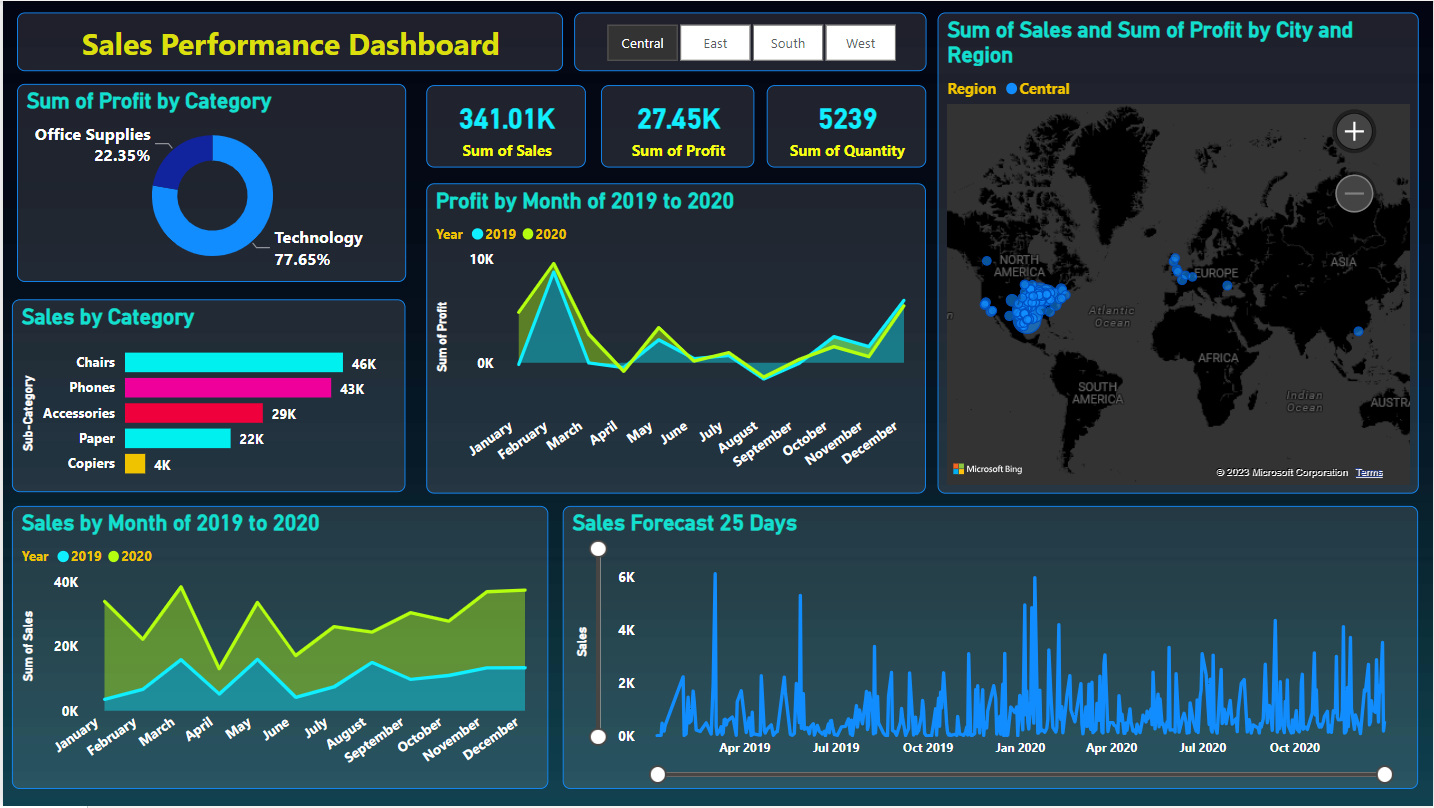 Sales Performance Dashboard
Central
East
South
West
Sum of Sales and Sum of Profit by City and
Region
Region
Central
NORTH
AMERICA
EUROPE
ASIA
Atlantic
Ocean
AFRICA
SOUTH
AMERICA
Indian
Ocean
AUSTRA
Microsoft Bing
© 2023 Microsoft Corporation Terms
Sum of Profit by Category
Office Supplies
22.35%
Technology
77.65%
341.01K
Sum of Sales
27.45K
Sum of Profit
5239
Sum of Quantity
Profit by Month of 2019 to 2020
Year 2019 2020
Sum of Profit
10K
0K
January
February
March
April
May
June
July
August
September
October
November
December
Sales by Category
Sub-Category
Chairs 46K
Phones 43K
Accessories 29K
Paper 22K
Copiers 4K
Sales by Month of 2019 to 2020
Year 2019 2020
Sum of Sales
40K
20K
0K
January
February
March
April
May
June
July
August
September
October
November
December
Sales Forecast 25 Days
Sales
6K
4K
2K
0K
Apr 2019
Jul 2019
Oct 2019
Jan 2020
Apr 2020
Jul 2020
Oct 2020